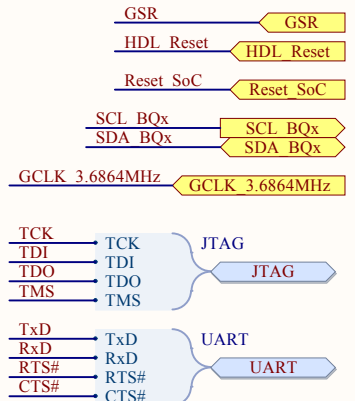 GSR GSR
HDL_Reset HDL_Reset
Reset_SoC Reset_SoC
SCL_BQx SCL_BQx
SDA_BQx SDA_BQx
GCLK_3.6864MHz GCLK_3.6864MHz
TCK TCK JTAG
TDI TDI
TDO TDO JTAG
TMS TMS
TxD TxD UART
RxD RxD
RTS# RTS# UART
CTS# CTS#